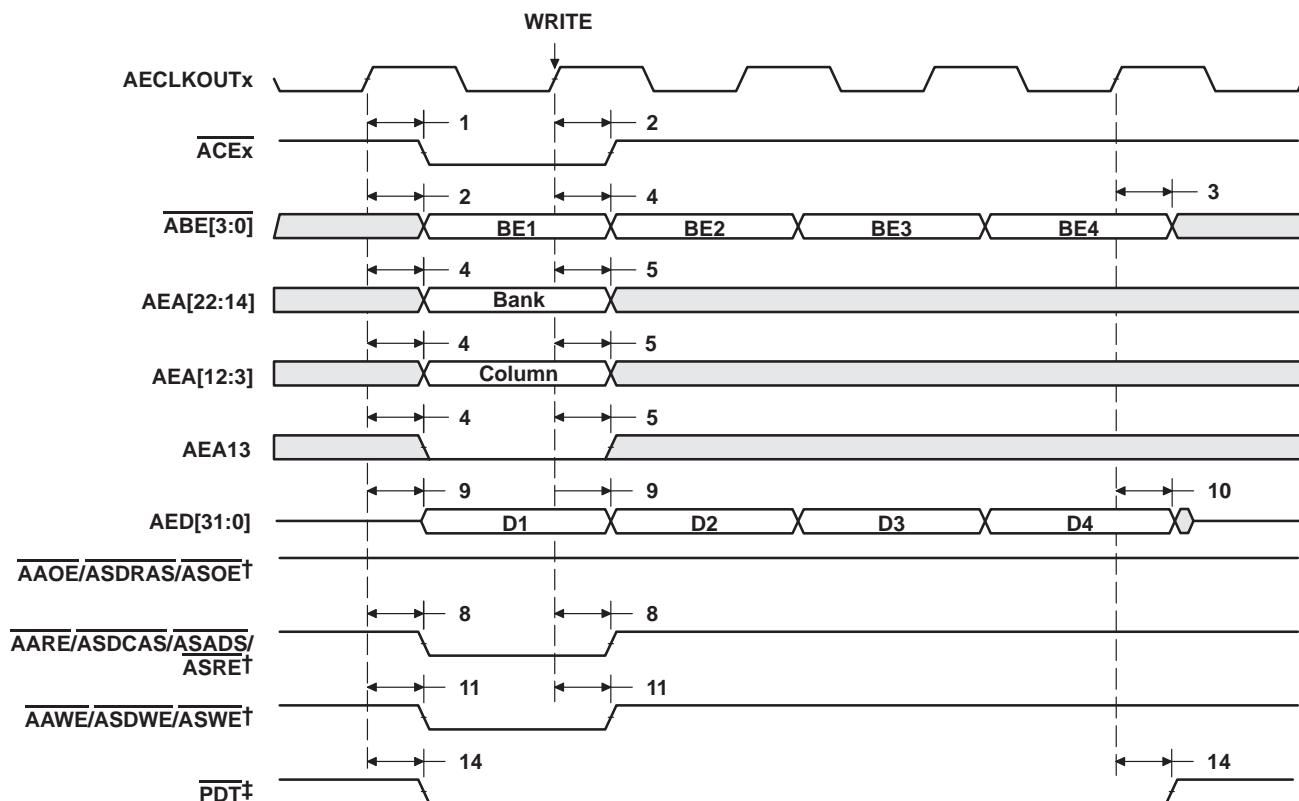 WRITE
AECLKOUTx
1 2
ACEx
2 4 3
ABE[3:0] BE1 BE2 BE3 BE4
4 5
AEA[22:14] Bank
4 5
AEA[12:3] Column
4 5
AEA13
9 9 10
AED[31:0] D1 D2 D3 D4
AAOE/ASDRAS/ASOE†
8 8
AARE/ASDCAS/ASADS/
ASRE†
11 11
AAWE/ASDWE/ASWE†
14 14
PDT‡